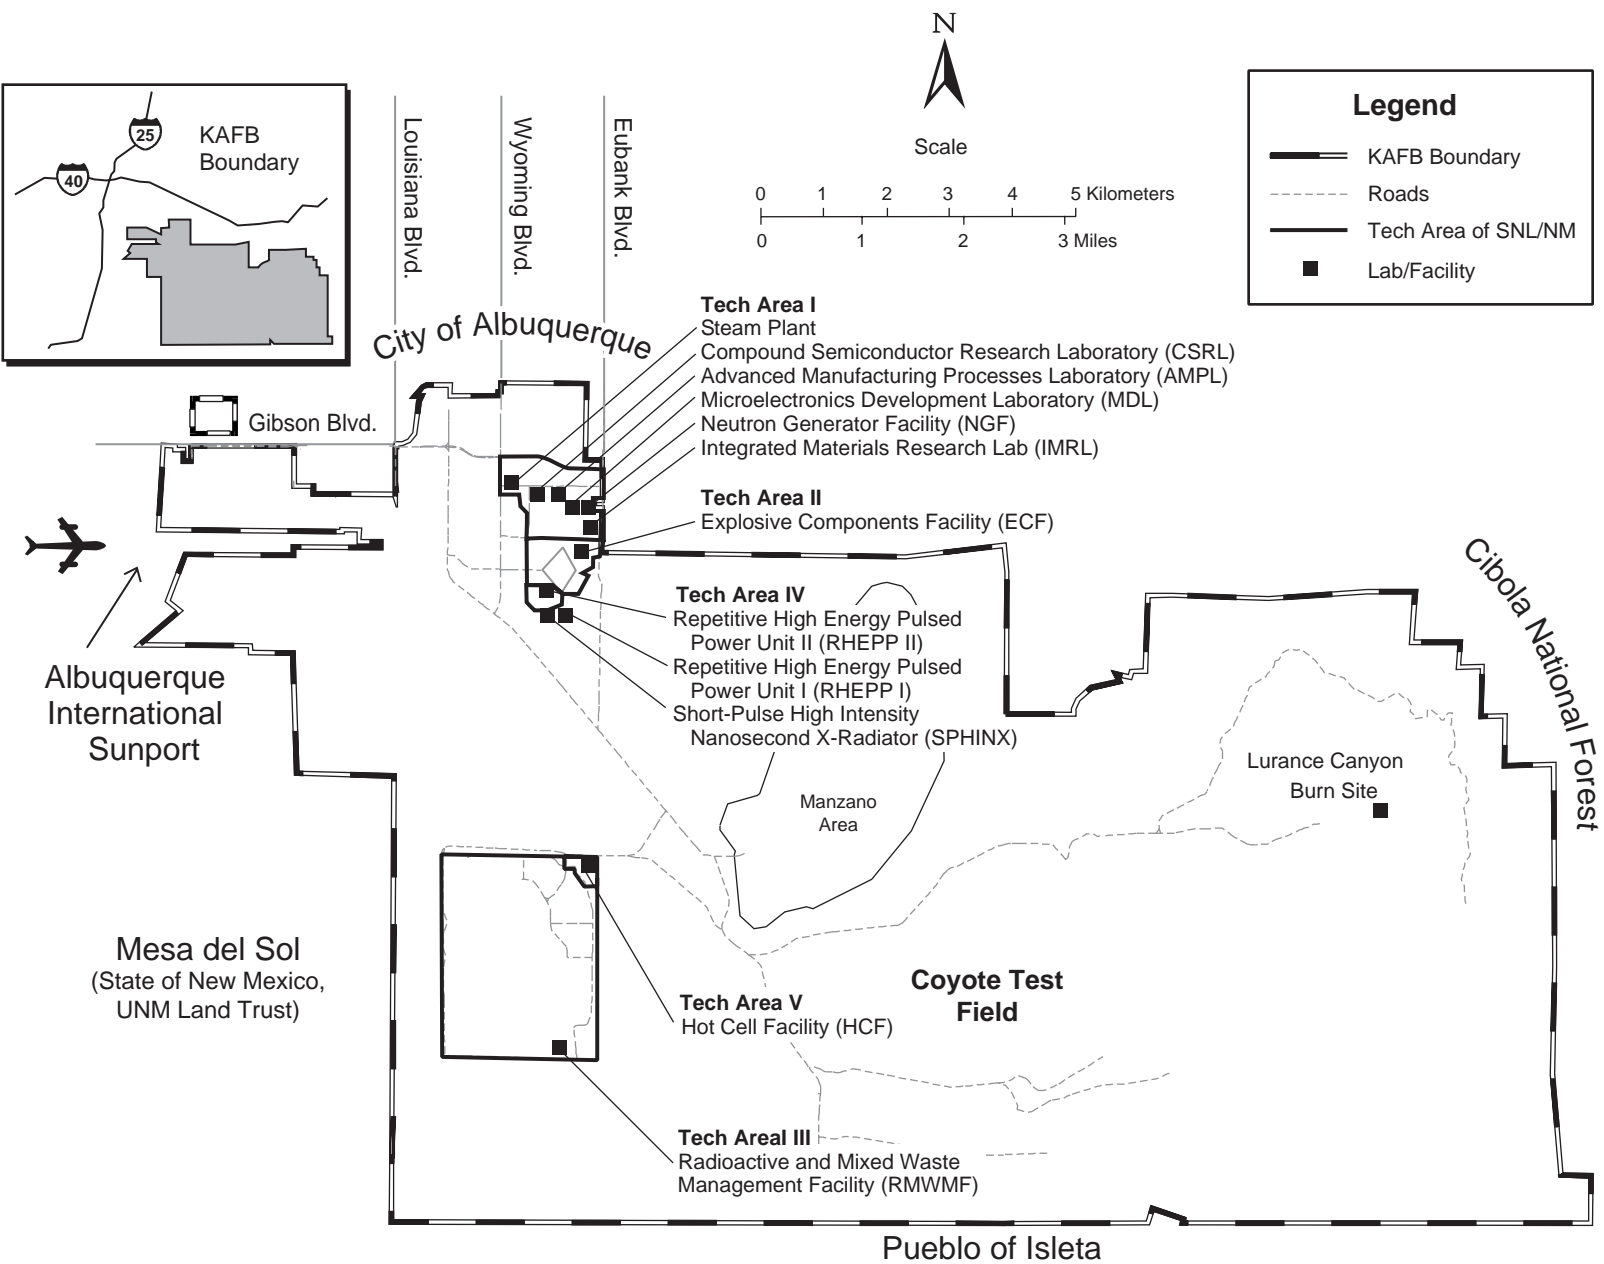 N
Scale
0 1 2 3 4 5 Kilometers
0 1 2 3 Miles
Legend
KAFB Boundary
Roads
Tech Area of SNL/NM
Lab/Facility
25
40
KAFB
Boundary
Louisiana Blvd.
Wyoming Blvd.
Eubank Blvd.
City of Albuquerque
Gibson Blvd.
Tech Area I
Steam Plant
Compound Semiconductor Research Laboratory (CSRL)
Advanced Manufacturing Processes Laboratory (AMPL)
Microelectronics Development Laboratory (MDL)
Neutron Generator Facility (NGF)
Integrated Materials Research Lab (IMRL)
Tech Area II
Explosive Components Facility (ECF)
Tech Area IV
Repetitive High Energy Pulsed
Power Unit II (RHEPP II)
Repetitive High Energy Pulsed
Power Unit I (RHEPP I)
Short-Pulse High Intensity
Nanosecond X-Radiator (SPHINX)
Albuquerque
International
Sunport
Cibola National Forest
Lurance Canyon
Burn Site
Manzano
Area
Mesa del Sol
(State of New Mexico,
UNM Land Trust)
Coyote Test
Field
Tech Area V
Hot Cell Facility (HCF)
Tech Areal III
Radioactive and Mixed Waste
Management Facility (RMWMF)
Pueblo of Isleta